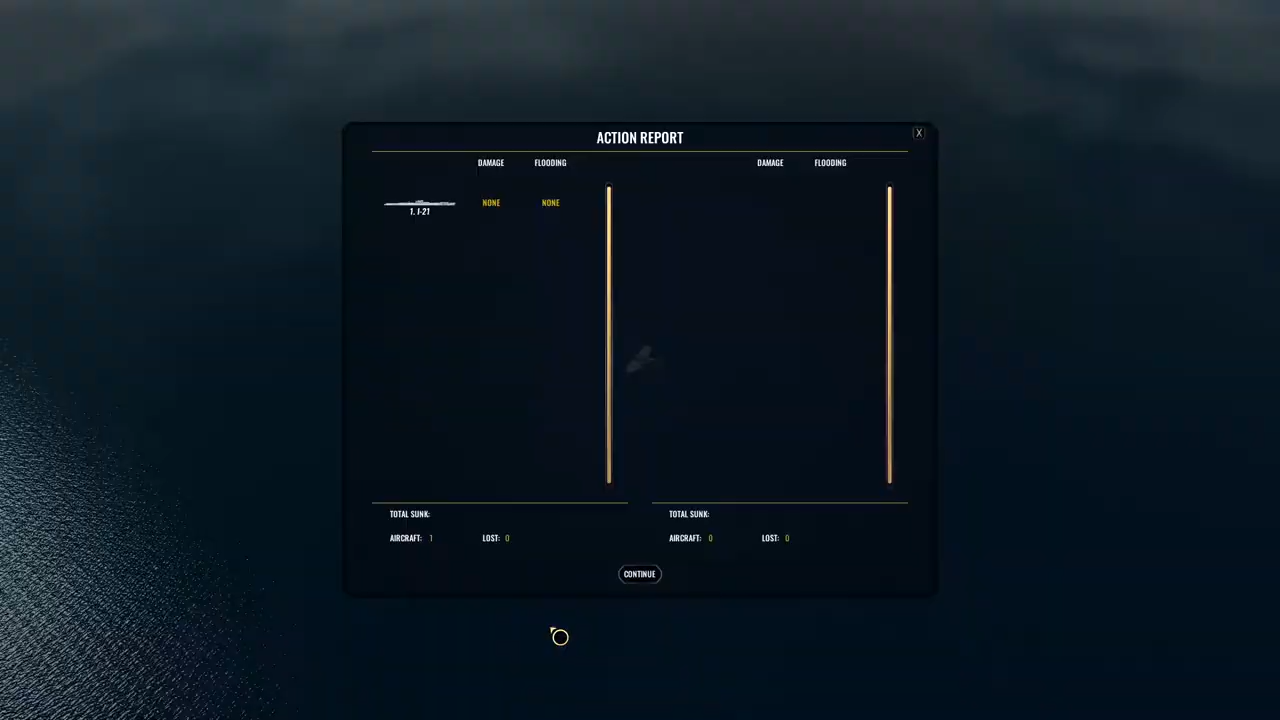 ACTION REPORT
X
DAMAGE FLOODING
DAMAGE FLOODING
NONE NONE
1. I-21
TOTAL SUNK:
AIRCRAFT: 1 LOST: 0
TOTAL SUNK:
AIRCRAFT: 0 LOST: 0
CONTINUE